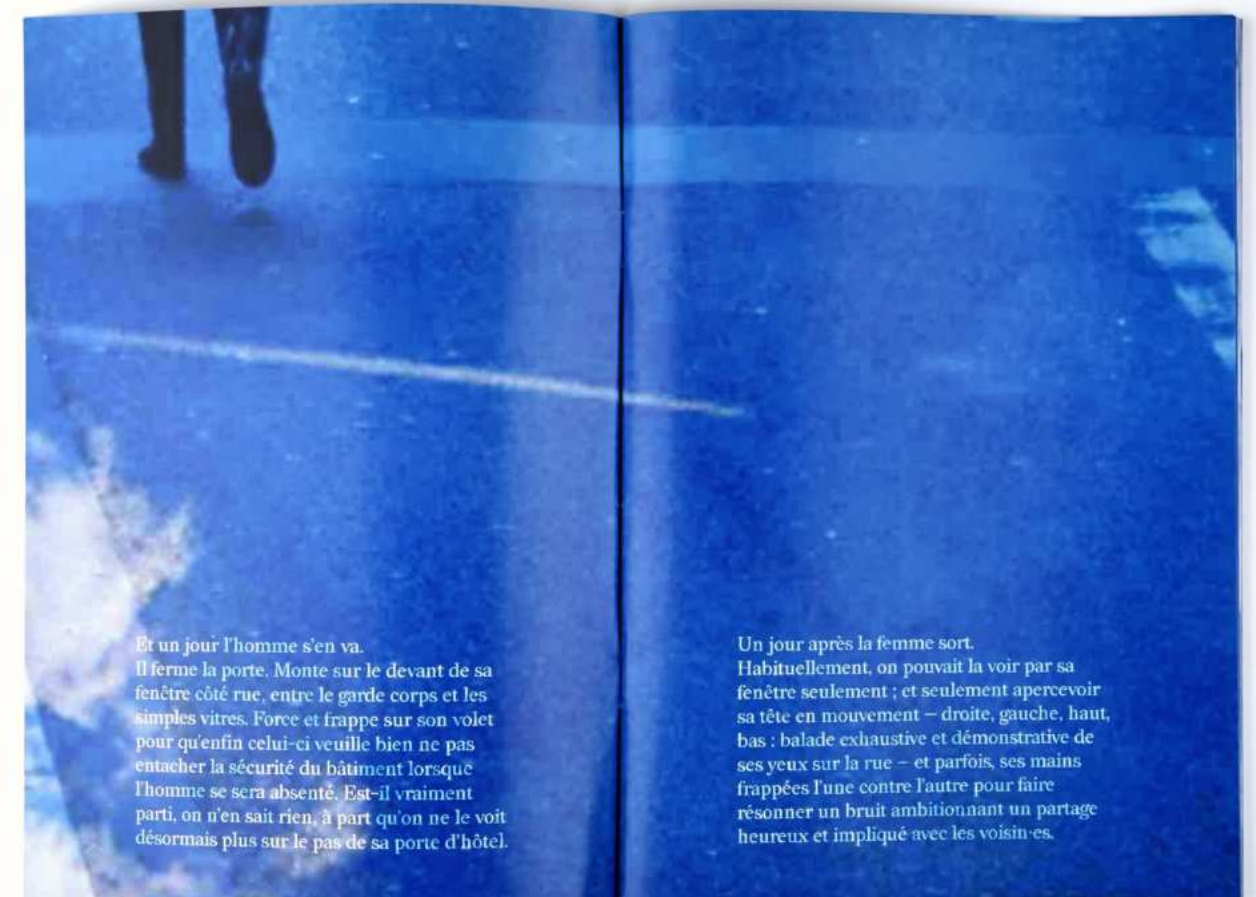 Et un jour l'homme s'en va.
Il ferme la porte. Monte sur le devant de sa
fenêtre côté rue, entre le garde corps et les
simples vitres. Force et frappe sur son volet
pour qu'enfin celui-ci veuille bien ne pas
entacher la sécurité du bâtiment lorsque
l'homme se sera absenté. Est-il vraiment
parti, on n'en sait rien, à part qu'on ne le voit
désormais plus sur le pas de sa porte d'hôtel.
Un jour après la femme sort.
Habituellement, on pouvait la voir par sa
fenêtre seulement ; et seulement apercevoir
sa tête en mouvement – droite, gauche, haut,
bas : balade exhaustive et démonstrative de
ses yeux sur la rue – et parfois, ses mains
frappées l'une contre l'autre pour faire
résonner un bruit ambitionnant un partage
heureux et impliqué avec les voisin·es.